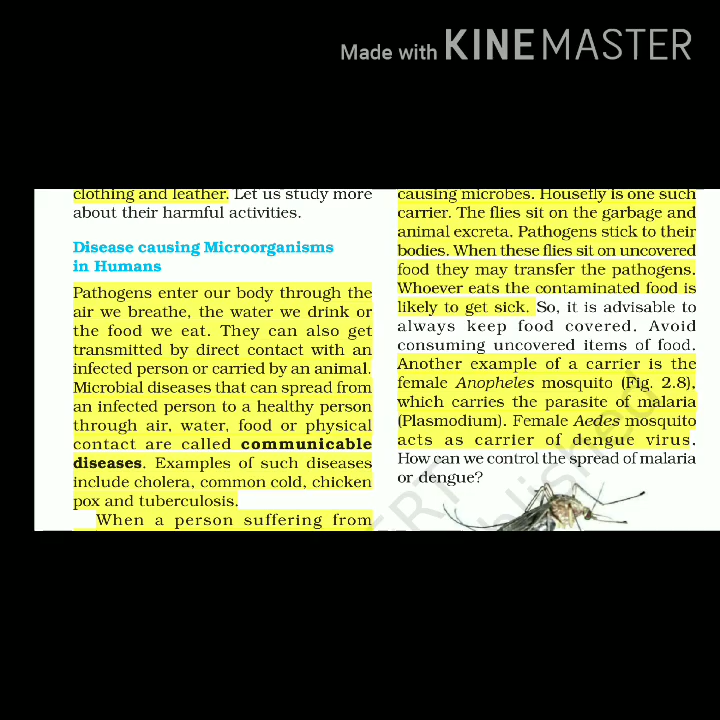 Made with KINEMASTER
clothing and leather. Let us study more
about their harmful activities.
Disease causing Microorganisms
in Humans
Pathogens enter our body through the
air we breathe, the water we drink or
the food we eat. They can also get
transmitted by direct contact with an
infected person or carried by an animal.
Microbial diseases that can spread from
an infected person to a healthy person
through air, water, food or physical
contact are called communicable
diseases. Examples of such diseases
include cholera, common cold, chicken
pox and tuberculosis.
When a person suffering from
causing microbes. Housefly is one such
carrier. The flies sit on the garbage and
animal excreta. Pathogens stick to their
bodies. When these flies sit on uncovered
food they may transfer the pathogens.
Whoever eats the contaminated food is
likely to get sick. So, it is advisable to
always keep food covered. Avoid
consuming uncovered items of food.
Another example of a carrier is the
female Anopheles mosquito (Fig. 2.8),
which carries the parasite of malaria
(Plasmodium). Female Aedes mosquito
acts as carrier of dengue virus.
How can we control the spread of malaria
or dengue?